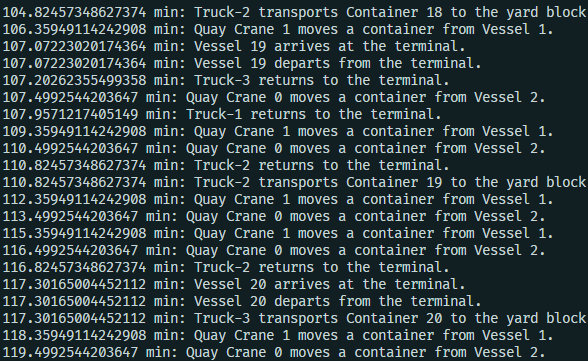 104.82457348627374 min: Truck-2 transports Container 18 to the yard block
106.35949114242908 min: Quay Crane 1 moves a container from Vessel 1.
107.07223020174364 min: Vessel 19 arrives at the terminal.
107.07223020174364 min: Vessel 19 departs from the terminal.
107.20262355499358 min: Truck-3 returns to the terminal.
107.4992544203647 min: Quay Crane 0 moves a container from Vessel 2.
107.9571217405149 min: Truck-1 returns to the terminal.
109.35949114242908 min: Quay Crane 1 moves a container from Vessel 1.
110.4992544203647 min: Quay Crane 0 moves a container from Vessel 2.
110.82457348627374 min: Truck-2 returns to the terminal.
110.82457348627374 min: Truck-2 transports Container 19 to the yard block
112.35949114242908 min: Quay Crane 1 moves a container from Vessel 1.
113.4992544203647 min: Quay Crane 0 moves a container from Vessel 2.
115.35949114242908 min: Quay Crane 1 moves a container from Vessel 1.
116.4992544203647 min: Quay Crane 0 moves a container from Vessel 2.
116.82457348627374 min: Truck-2 returns to the terminal.
117.30165004452112 min: Vessel 20 arrives at the terminal.
117.30165004452112 min: Vessel 20 departs from the terminal.
117.30165004452112 min: Truck-3 transports Container 20 to the yard block
118.35949114242908 min: Quay Crane 1 moves a container from Vessel 1.
119.4992544203647 min: Quay Crane 0 moves a container from Vessel 2.